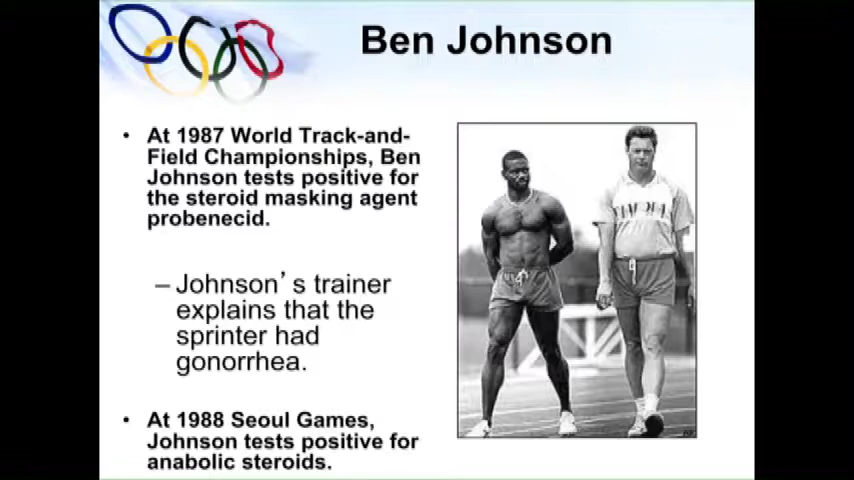 Ben Johnson
• At 1987 World Track-and-
Field Championships, Ben
Johnson tests positive for
the steroid masking agent
probenecid.
– Johnson's trainer
explains that the
sprinter had
gonorrhea.
• At 1988 Seoul Games,
Johnson tests positive for
anabolic steroids.